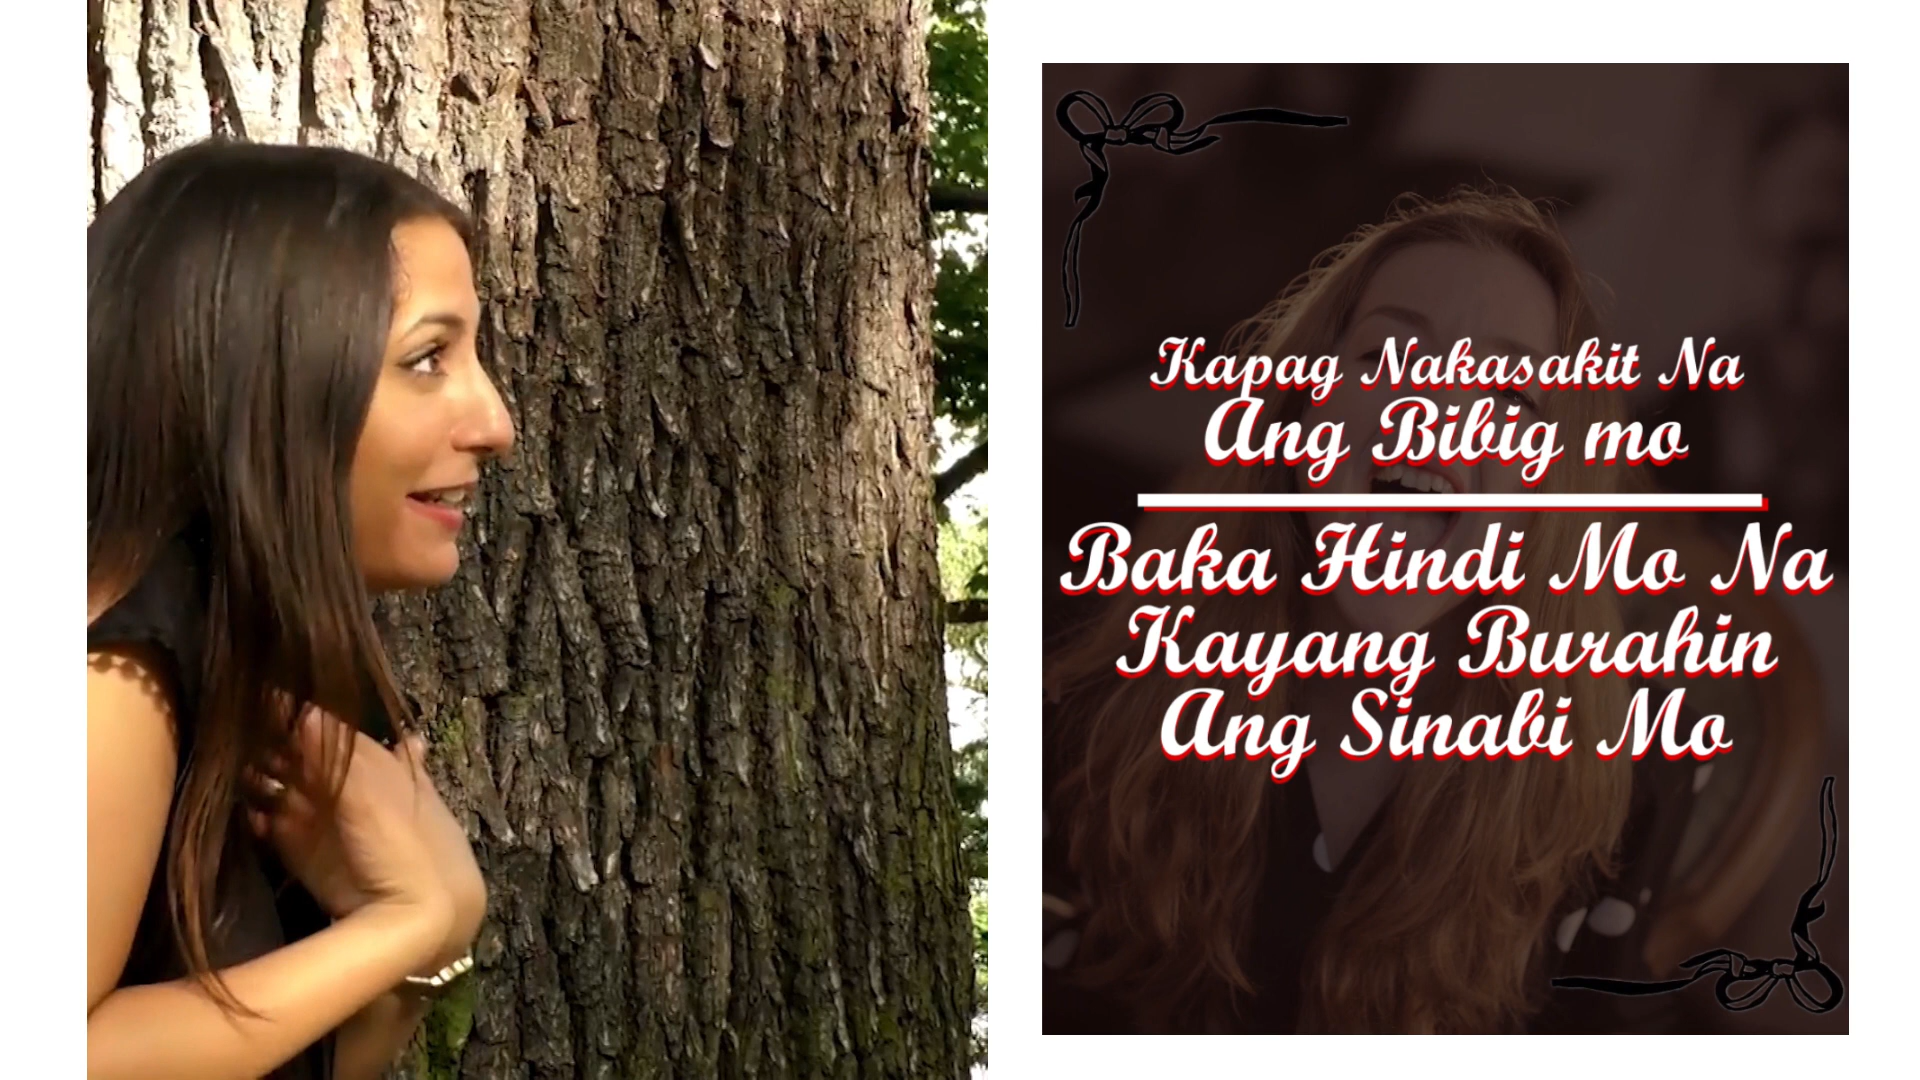 Kapag Nakasakit Na
Ang Bibig mo
Baka Hindi Mo Na
Kayang Burahin
Ang Sinabi Mo